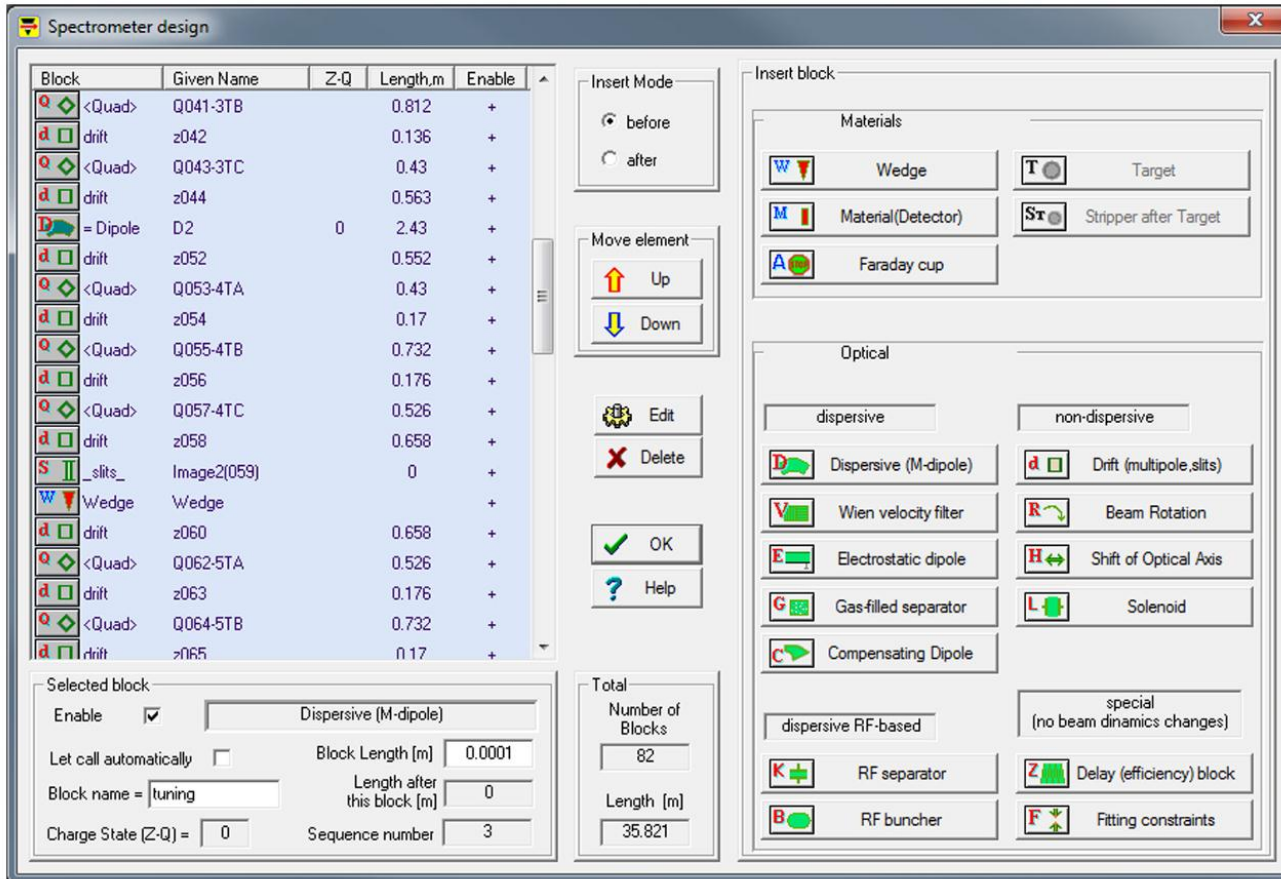 Spectrometer design
Block Given Name Z-Q Length,m Enable
Q <Quad> Q041-3TB 0.812 +
d drift z042 0.136 +
Q <Quad> Q043-3TC 0.43 +
d drift z044 0.563 +
D = Dipole D2 0 2.43 +
d drift z052 0.552 +
Q <Quad> Q053-4TA 0.43 +
d drift z054 0.17 +
Q <Quad> Q055-4TB 0.732 +
d drift z056 0.176 +
Q <Quad> Q057-4TC 0.526 +
d drift z058 0.658 +
S _slits_ Image2(059) 0 +
W Wedge Wedge +
d drift z060 0.658 +
Q <Quad> Q062-5TA 0.526 +
d drift z063 0.176 +
Q <Quad> Q064-5TB 0.732 +
d drift z065 0.17 +
Selected block
Enable Dispersive (M-dipole)
Let call automatically Block Length [m] 0.0001
Block name = tuning Length after
this block [m] 0
Charge State (Z-Q) = 0 Sequence number 3
Insert Mode
before
after
Move element
Up
Down
Edit
Delete
OK
? Help
Total
Number of
Blocks
82
Length [m]
35.821
Insert block
Materials
W Wedge T Target
M Material(Detector) ST Stripper after Target
A Faraday cup
Optical
dispersive non-dispersive
D Dispersive (M-dipole) d Drift (multipole,slits)
V Wien velocity filter R Beam Rotation
E Electrostatic dipole H Shift of Optical Axis
G Gas-filled separator L Solenoid
C Compensating Dipole
dispersive RF-based special
(no beam dinamics changes)
K RF separator Z Delay (efficiency) block
B RF buncher F Fitting constraints